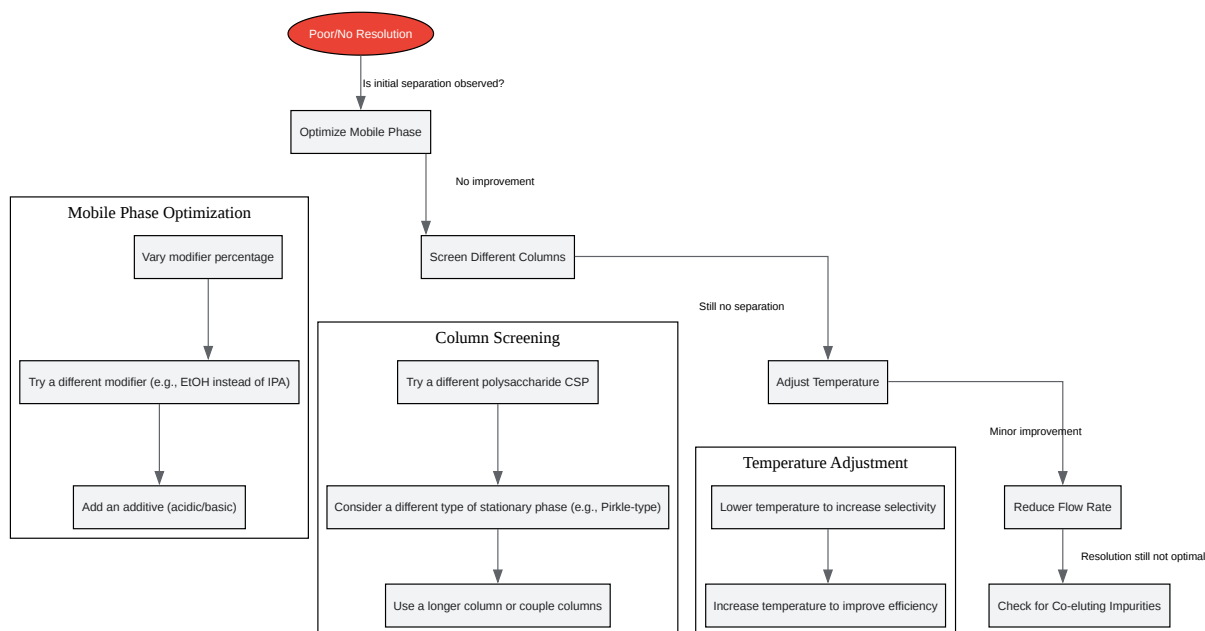 Poor/No Resolution
Is initial separation observed?
Optimize Mobile Phase
No improvement
Mobile Phase Optimization
Vary modifier percentage
Screen Different Columns
Still no separation
Try a different modifier (e.g., EtOH instead of IPA)
Column Screening
Try a different polysaccharide CSP
Adjust Temperature
Minor improvement
Add an additive (acidic/basic)
Consider a different type of stationary phase (e.g., Pirkle-type)
Temperature Adjustment
Lower temperature to increase selectivity
Reduce Flow Rate
Resolution still not optimal
Use a longer column or couple columns
Increase temperature to improve efficiency
Check for Co-eluting Impurities